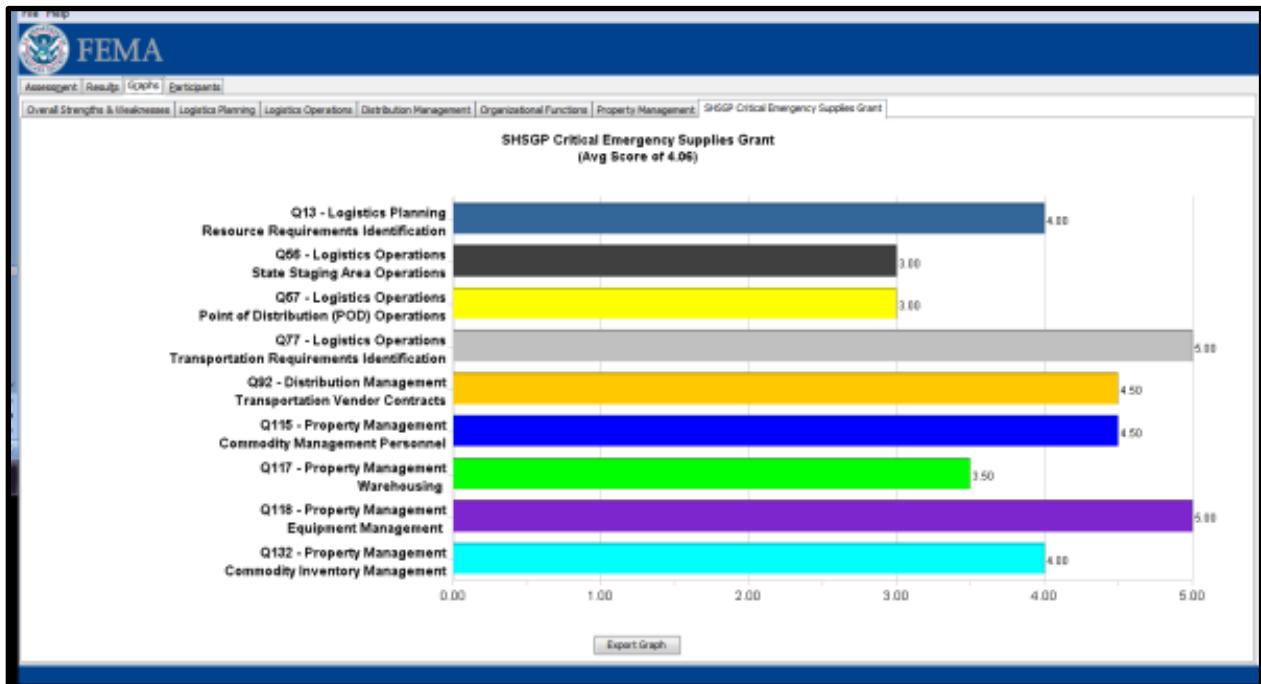 File Help
FEMA
Assessment Results Graphs Participants
Overall Strengths & Weaknesses Logistics Planning Logistics Operations Distribution Management Organizational Functions Property Management SHSGP Critical Emergency Supplies Grant
SHSGP Critical Emergency Supplies Grant
(Avg Score of 4.06)
Q13 - Logistics Planning
Resource Requirements Identification
4.00
Q56 - Logistics Operations
State Staging Area Operations
3.00
Q57 - Logistics Operations
Point of Distribution (POD) Operations
3.00
Q77 - Logistics Operations
Transportation Requirements Identification
5.00
Q92 - Distribution Management
Transportation Vendor Contracts
4.50
Q115 - Property Management
Commodity Management Personnel
4.50
Q117 - Property Management
Warehousing
3.50
Q118 - Property Management
Equipment Management
5.00
Q132 - Property Management
Commodity Inventory Management
4.00
0.00 1.00 2.00 3.00 4.00 5.00
Export Graph